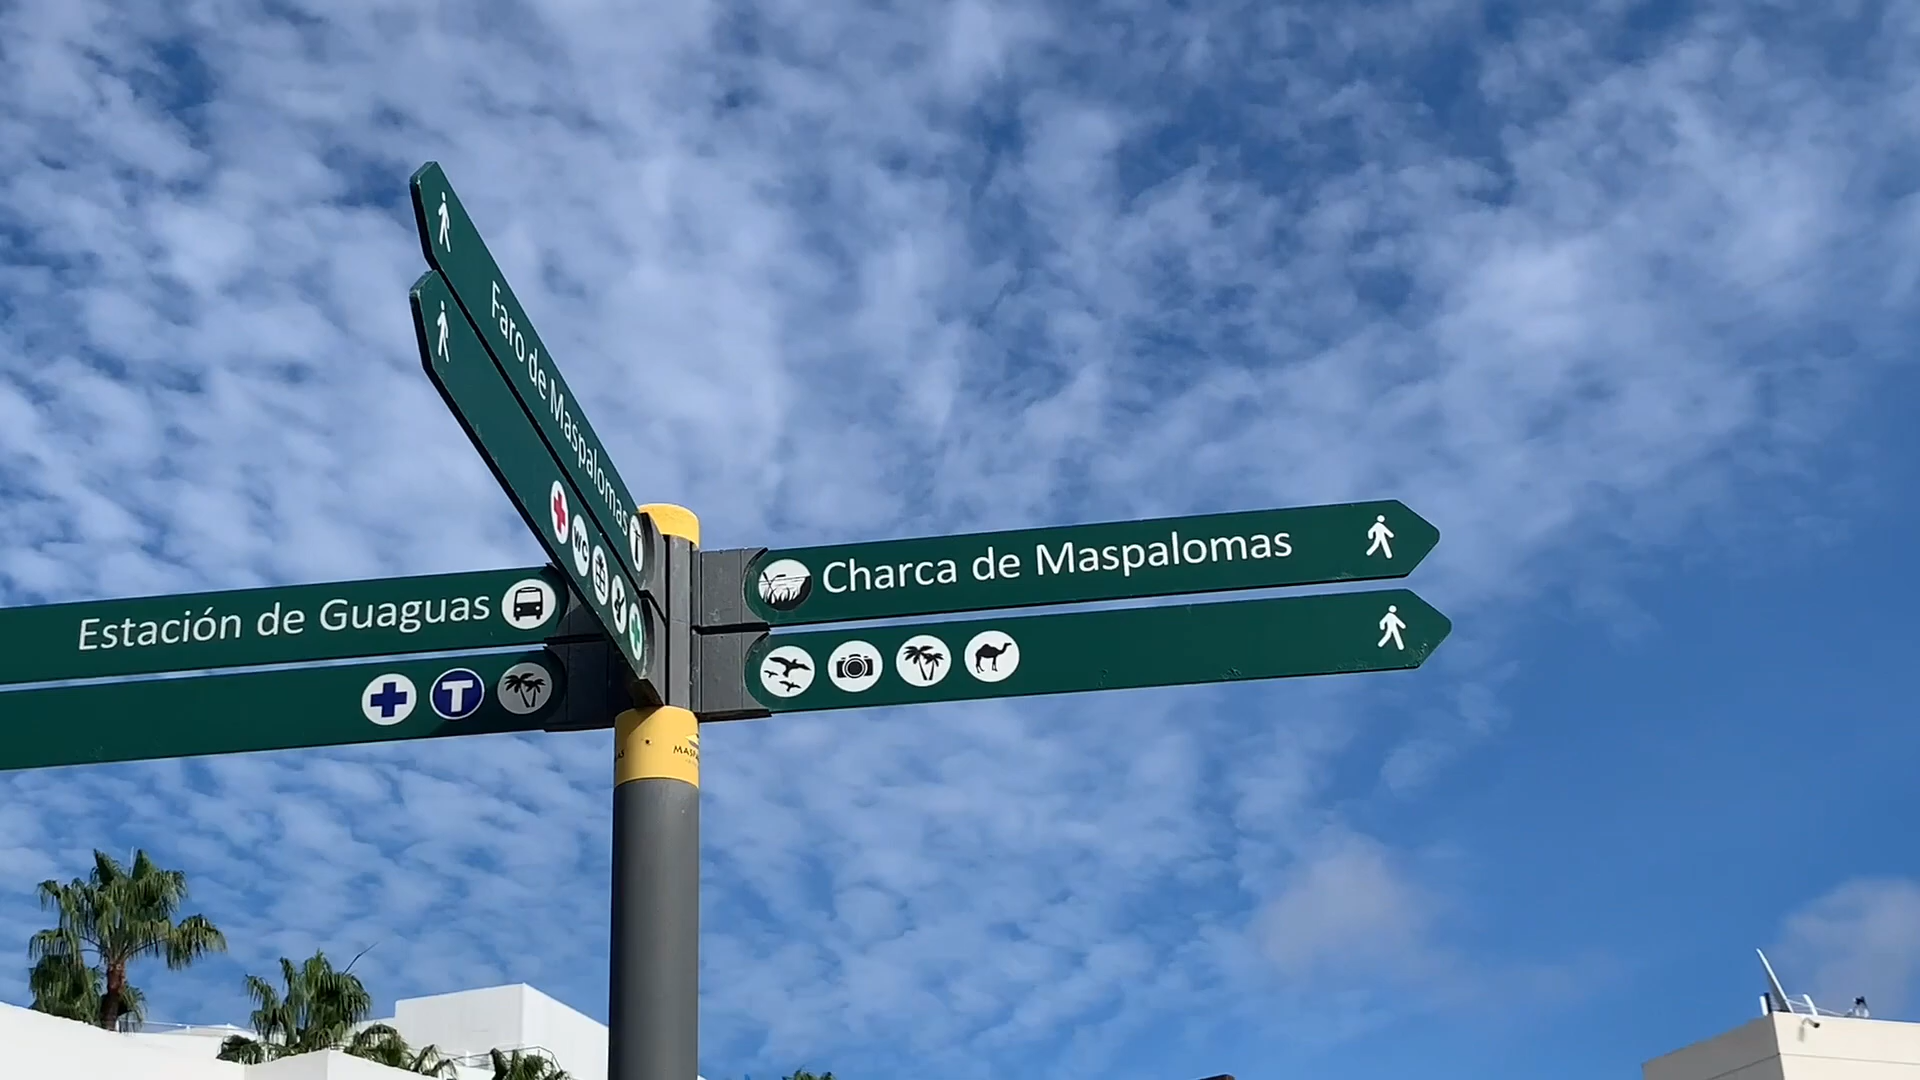 Faro de Maspalomas
WC
Charca de Maspalomas
Estación de Guaguas
T